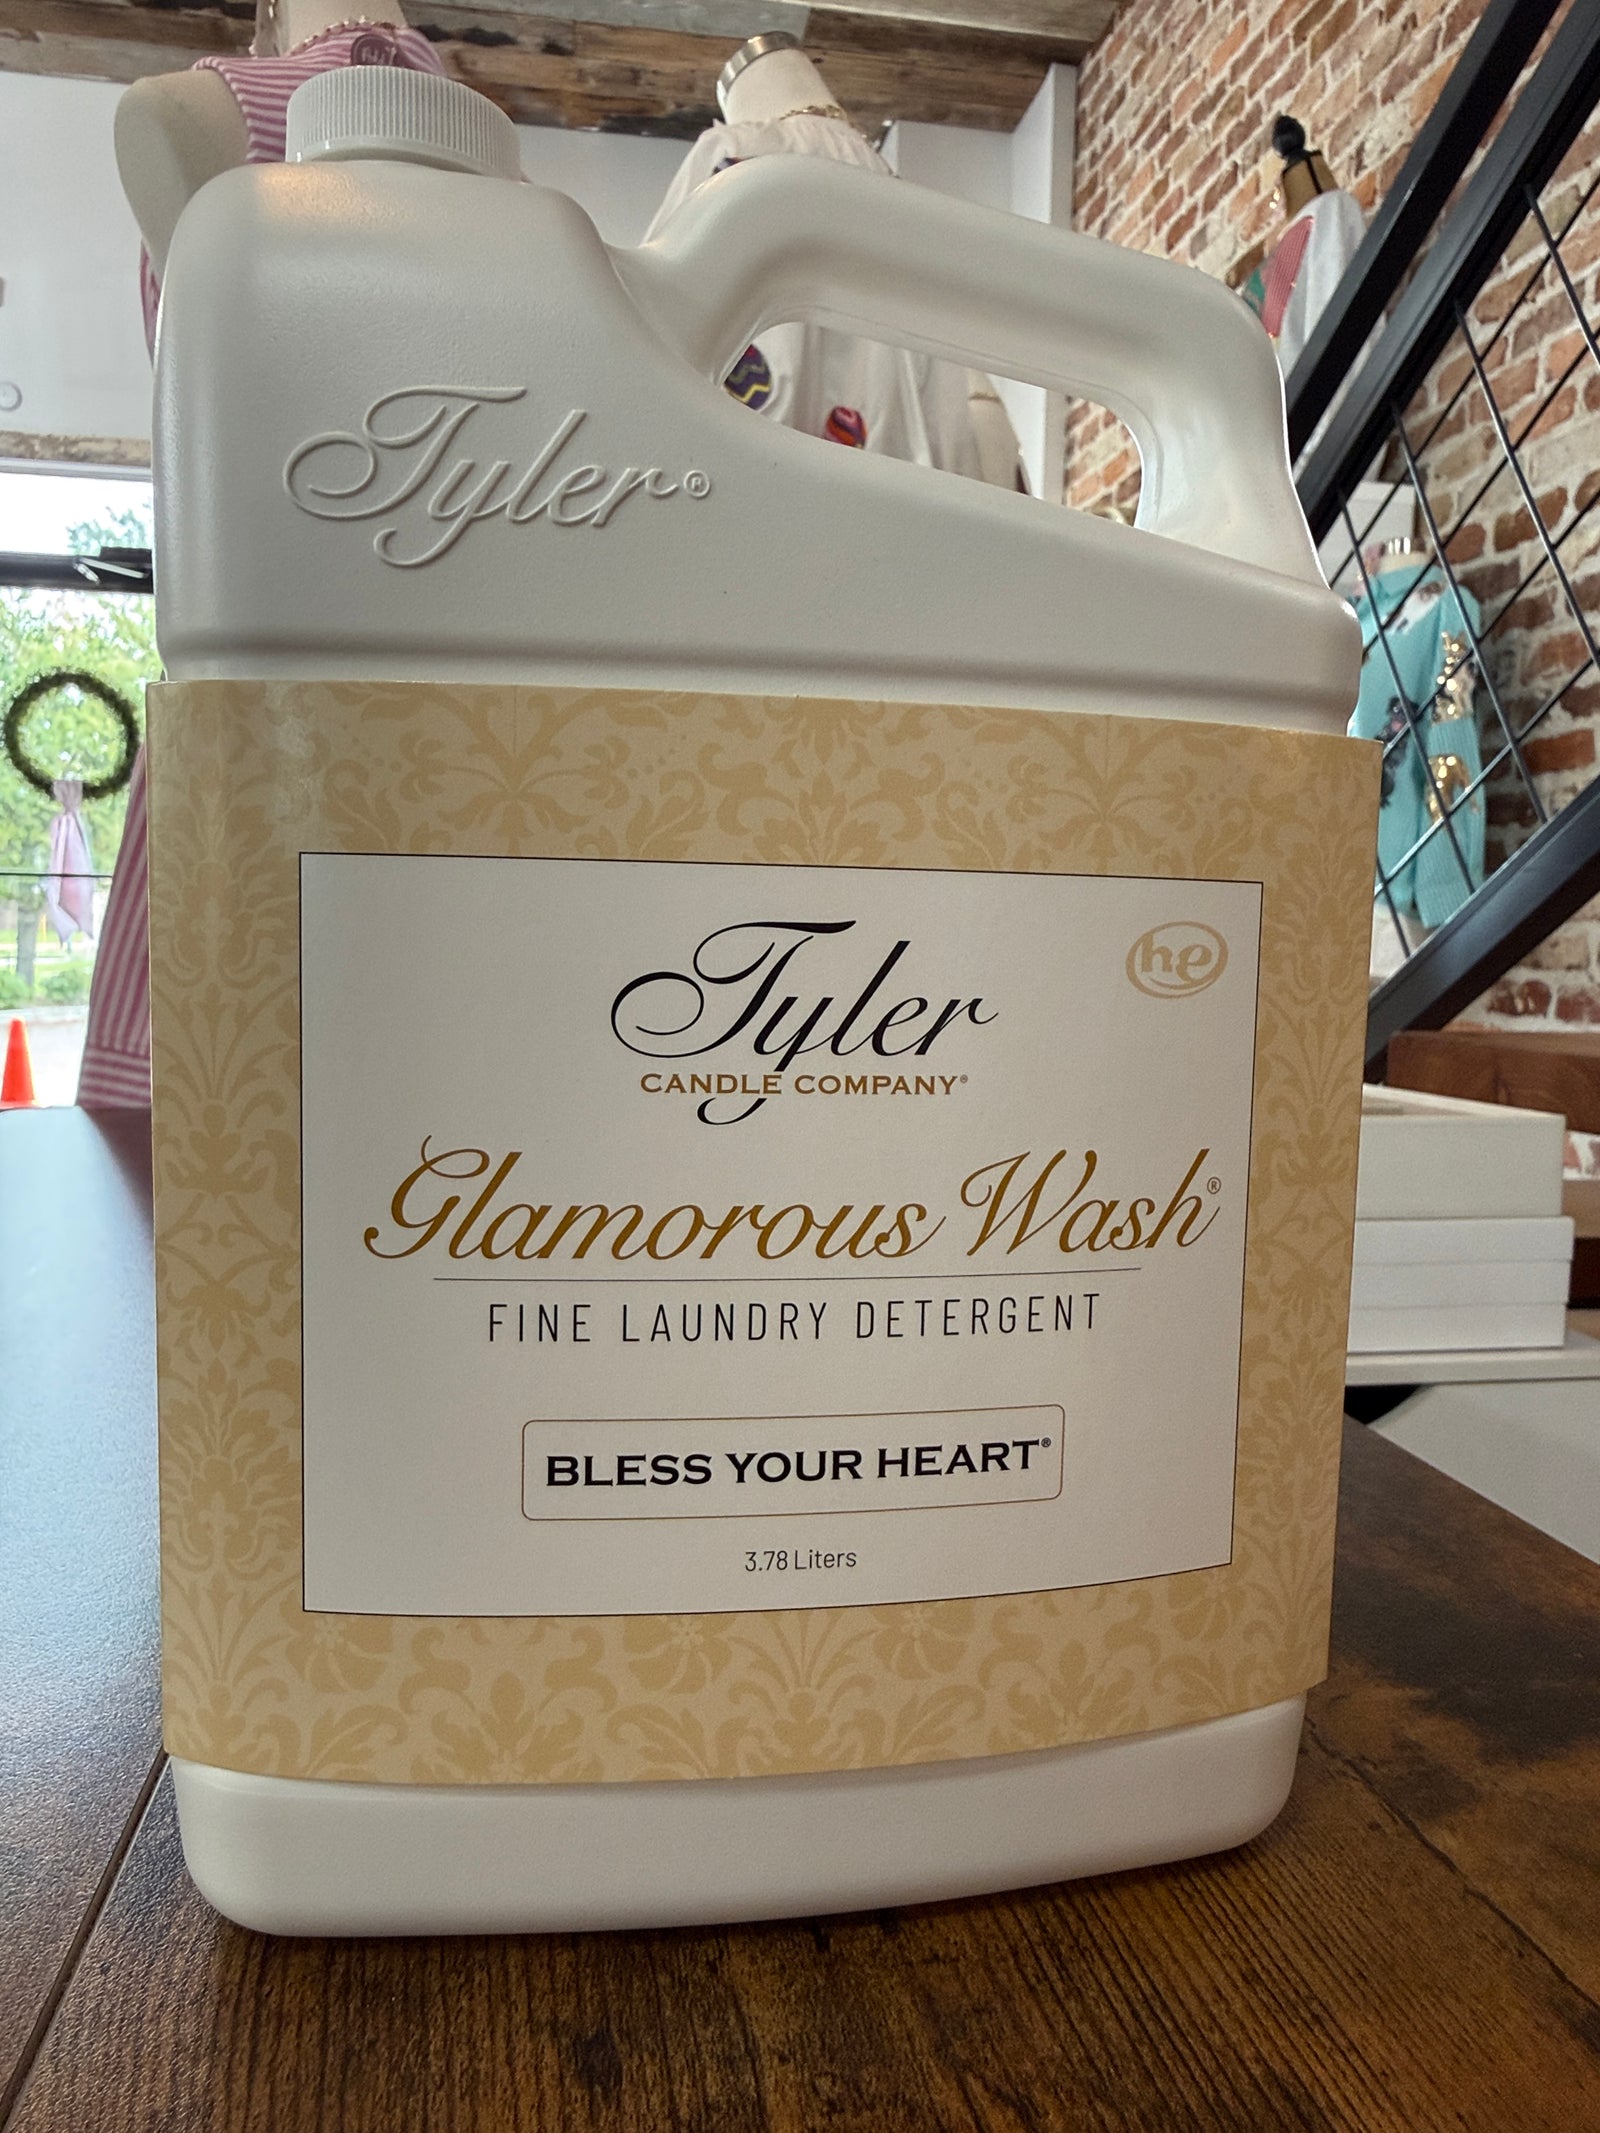 Tyler®
he
Tyler
CANDLE COMPANY®
Glamorous Wash®
FINE LAUNDRY DETERGENT
BLESS YOUR HEART®
3.78 Liters